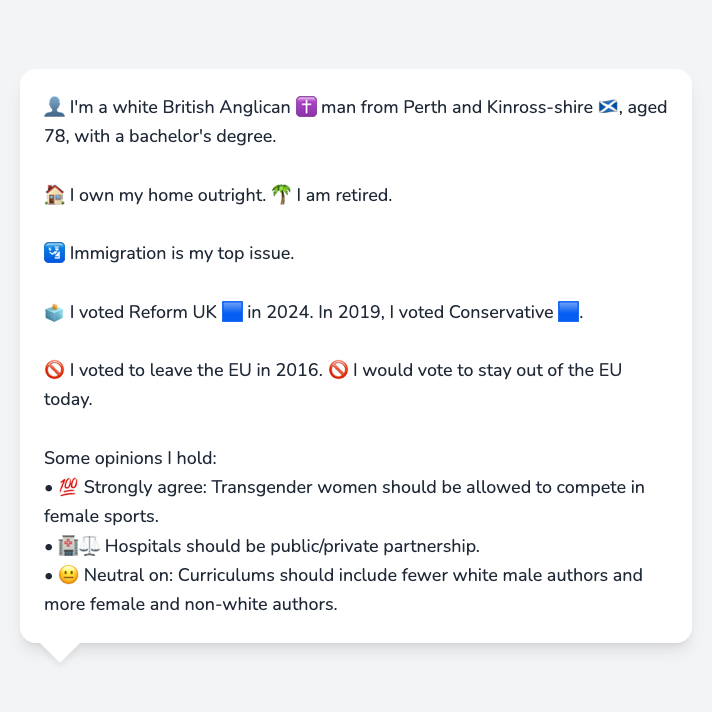 👤 I'm a white British Anglican ✝️ man from Perth and Kinross-shire 🏴󠁧󠁢󠁳󠁣󠁴󠁿, aged
78, with a bachelor's degree.
🏠 I own my home outright. 🌴 I am retired.
🛂 Immigration is my top issue.
🗳️ I voted Reform UK 🟦 in 2024. In 2019, I voted Conservative 🟦.
🚫 I voted to leave the EU in 2016. 🚫 I would vote to stay out of the EU
today.
Some opinions I hold:
• 💯 Strongly agree: Transgender women should be allowed to compete in
female sports.
• 🏥⚖️ Hospitals should be public/private partnership.
• 😐 Neutral on: Curriculums should include fewer white male authors and
more female and non-white authors.